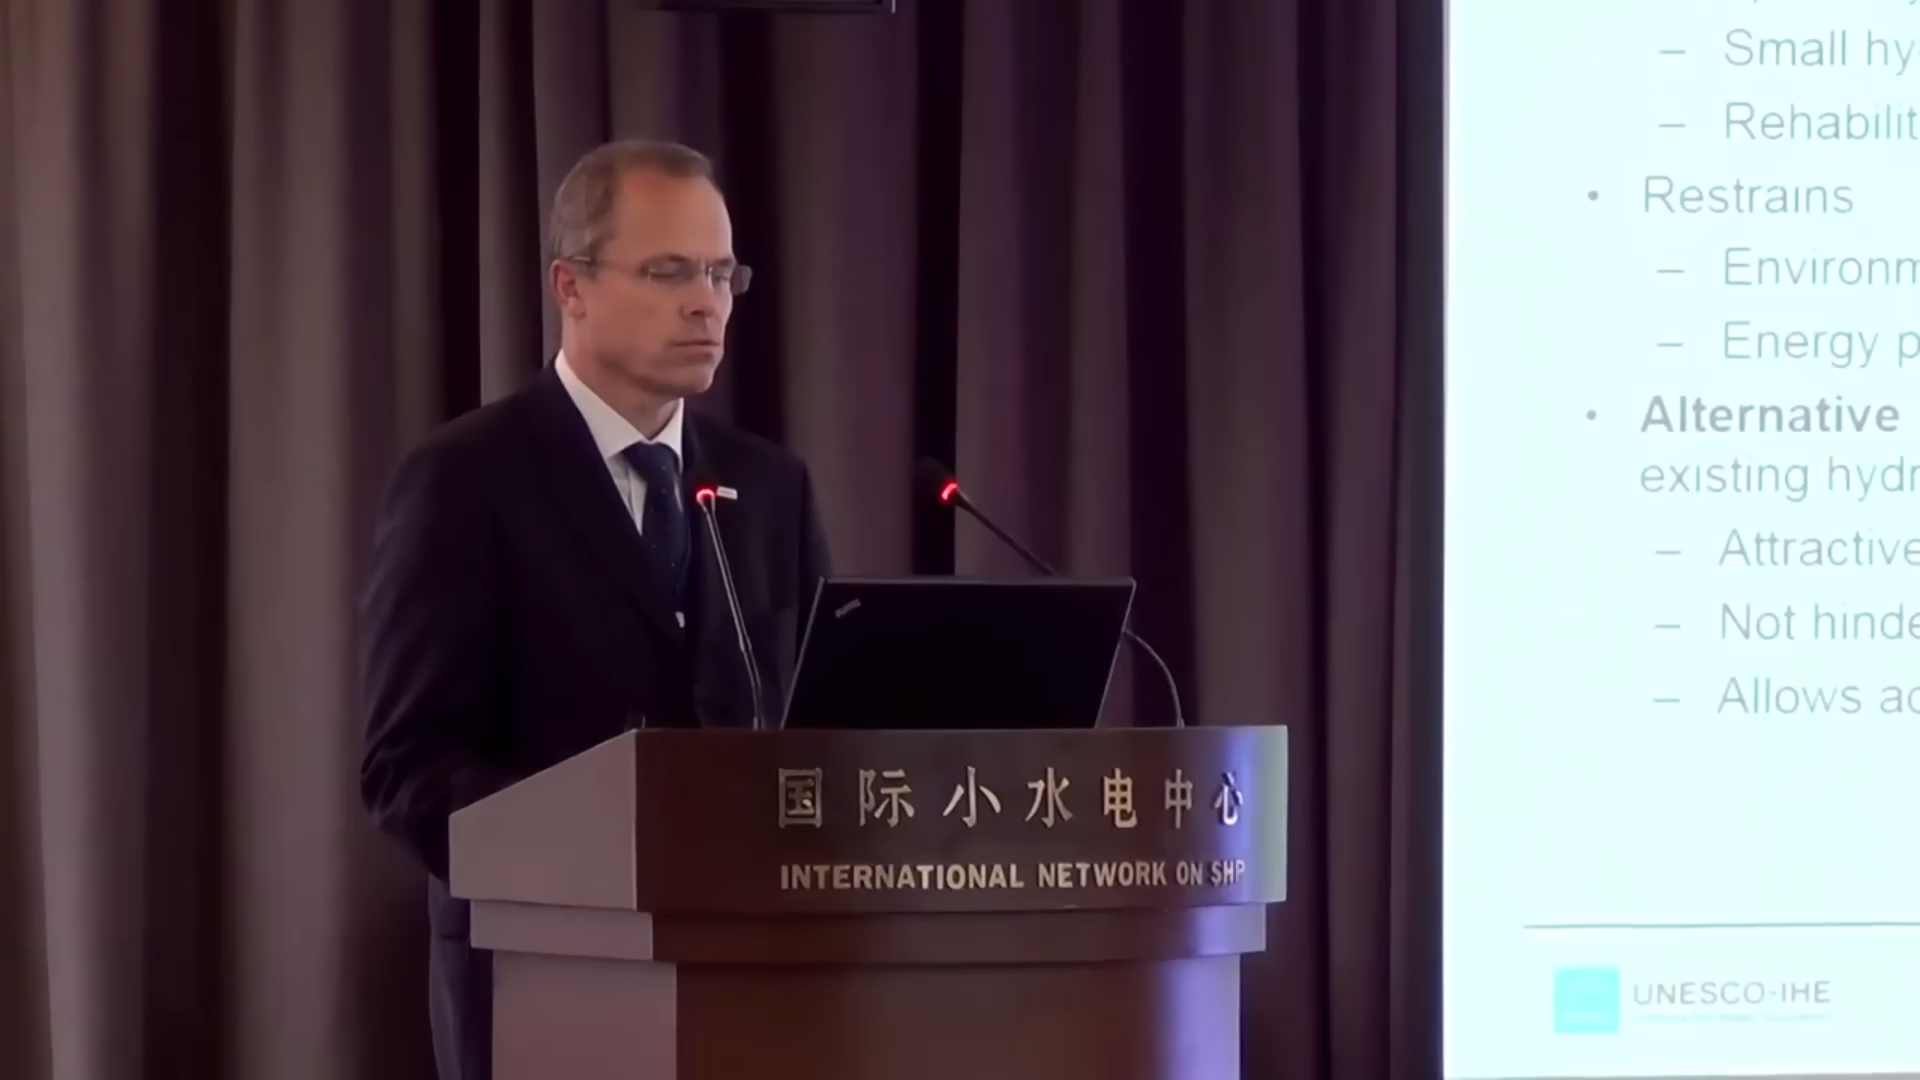 – Small hy
– Rehabilit
• Restrains
– Environm
– Energy p
• Alternative
existing hydr
– Attractive
– Not hinde
– Allows ac
UNESCO-IHE
国际小水电中心
INTERNATIONAL NETWORK ON SHP